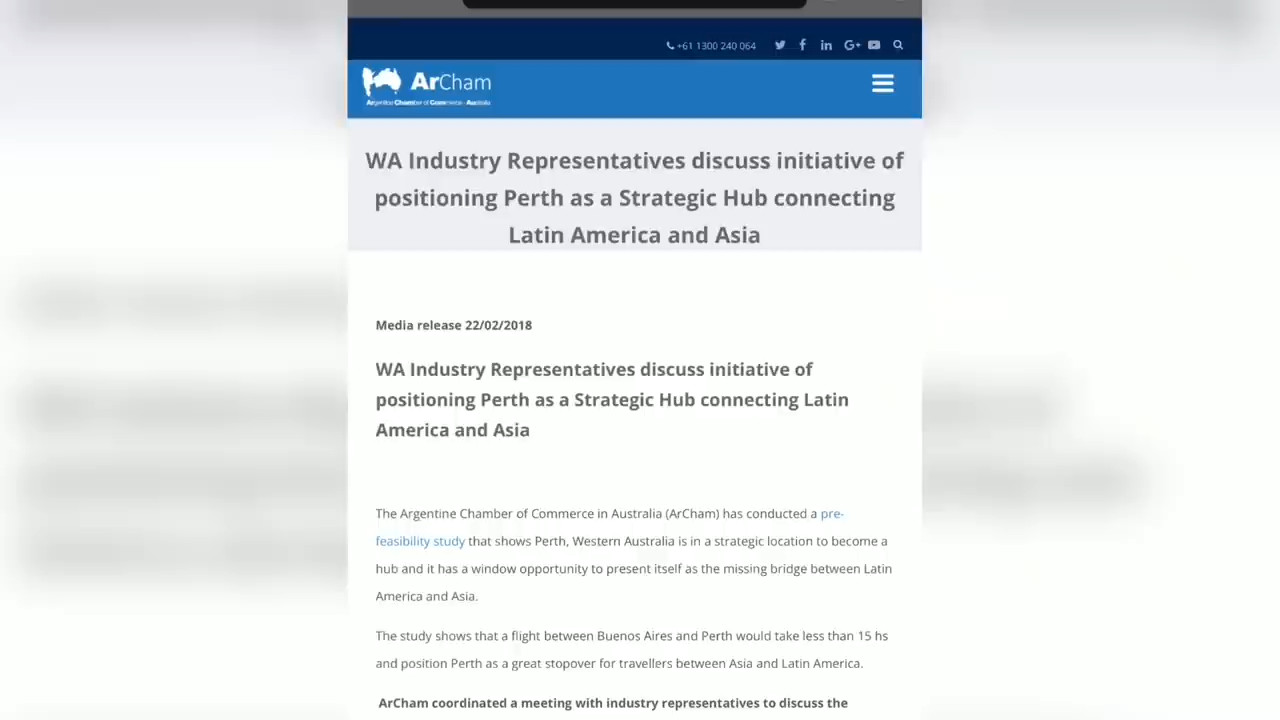 +61 1300 240 064
ArCham
Argentine Chamber of Commerce - Australia
WA Industry Representatives discuss initiative of
positioning Perth as a Strategic Hub connecting
Latin America and Asia
Media release 22/02/2018
WA Industry Representatives discuss initiative of
positioning Perth as a Strategic Hub connecting Latin
America and Asia
The Argentine Chamber of Commerce in Australia (ArCham) has conducted a pre-
feasibility study that shows Perth, Western Australia is in a strategic location to become a
hub and it has a window opportunity to present itself as the missing bridge between Latin
America and Asia.
The study shows that a flight between Buenos Aires and Perth would take less than 15 hs
and position Perth as a great stopover for travellers between Asia and Latin America.
ArCham coordinated a meeting with industry representatives to discuss the